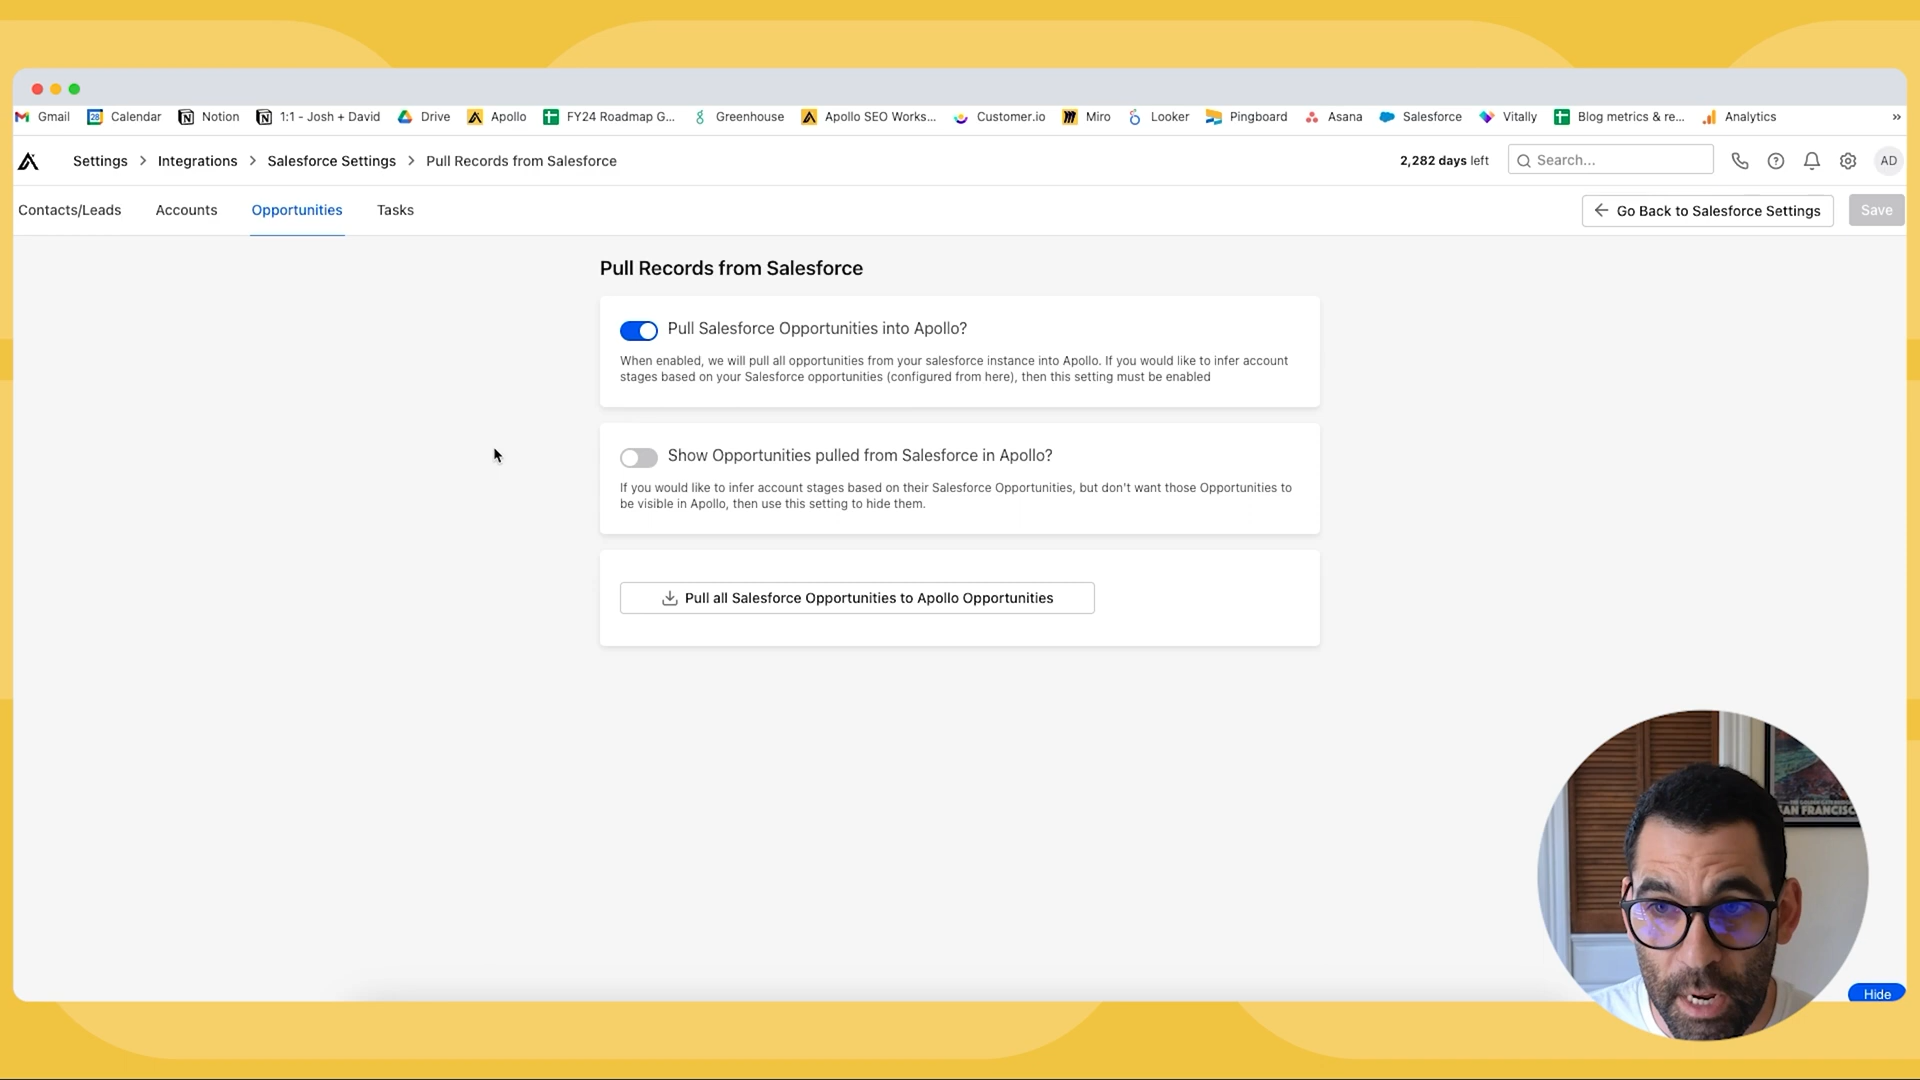 Gmail Calendar Notion 1:1 - Josh + David Drive Apollo FY24 Roadmap G... Greenhouse Apollo SEO Works... Customer.io Miro Looker Pingboard Asana Salesforce Vitally Blog metrics & re... Analytics »
Settings > Integrations > Salesforce Settings > Pull Records from Salesforce 2,282 days left Search... AD
Contacts/Leads Accounts Opportunities Tasks Go Back to Salesforce Settings Save
Pull Records from Salesforce
Pull Salesforce Opportunities into Apollo?
When enabled, we will pull all opportunities from your salesforce instance into Apollo. If you would like to infer account
stages based on your Salesforce opportunities (configured from here), then this setting must be enabled
Show Opportunities pulled from Salesforce in Apollo?
If you would like to infer account stages based on their Salesforce Opportunities, but don't want those Opportunities to
be visible in Apollo, then use this setting to hide them.
Pull all Salesforce Opportunities to Apollo Opportunities
Hide